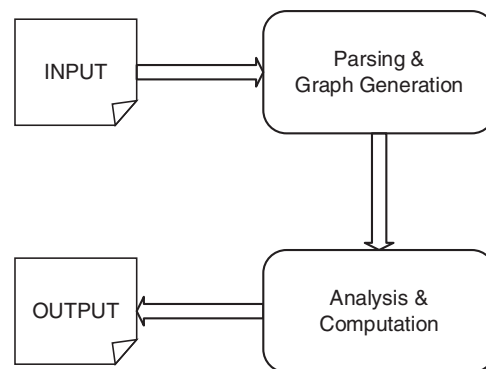 INPUT
Parsing &
Graph Generation
Analysis &
Computation
OUTPUT